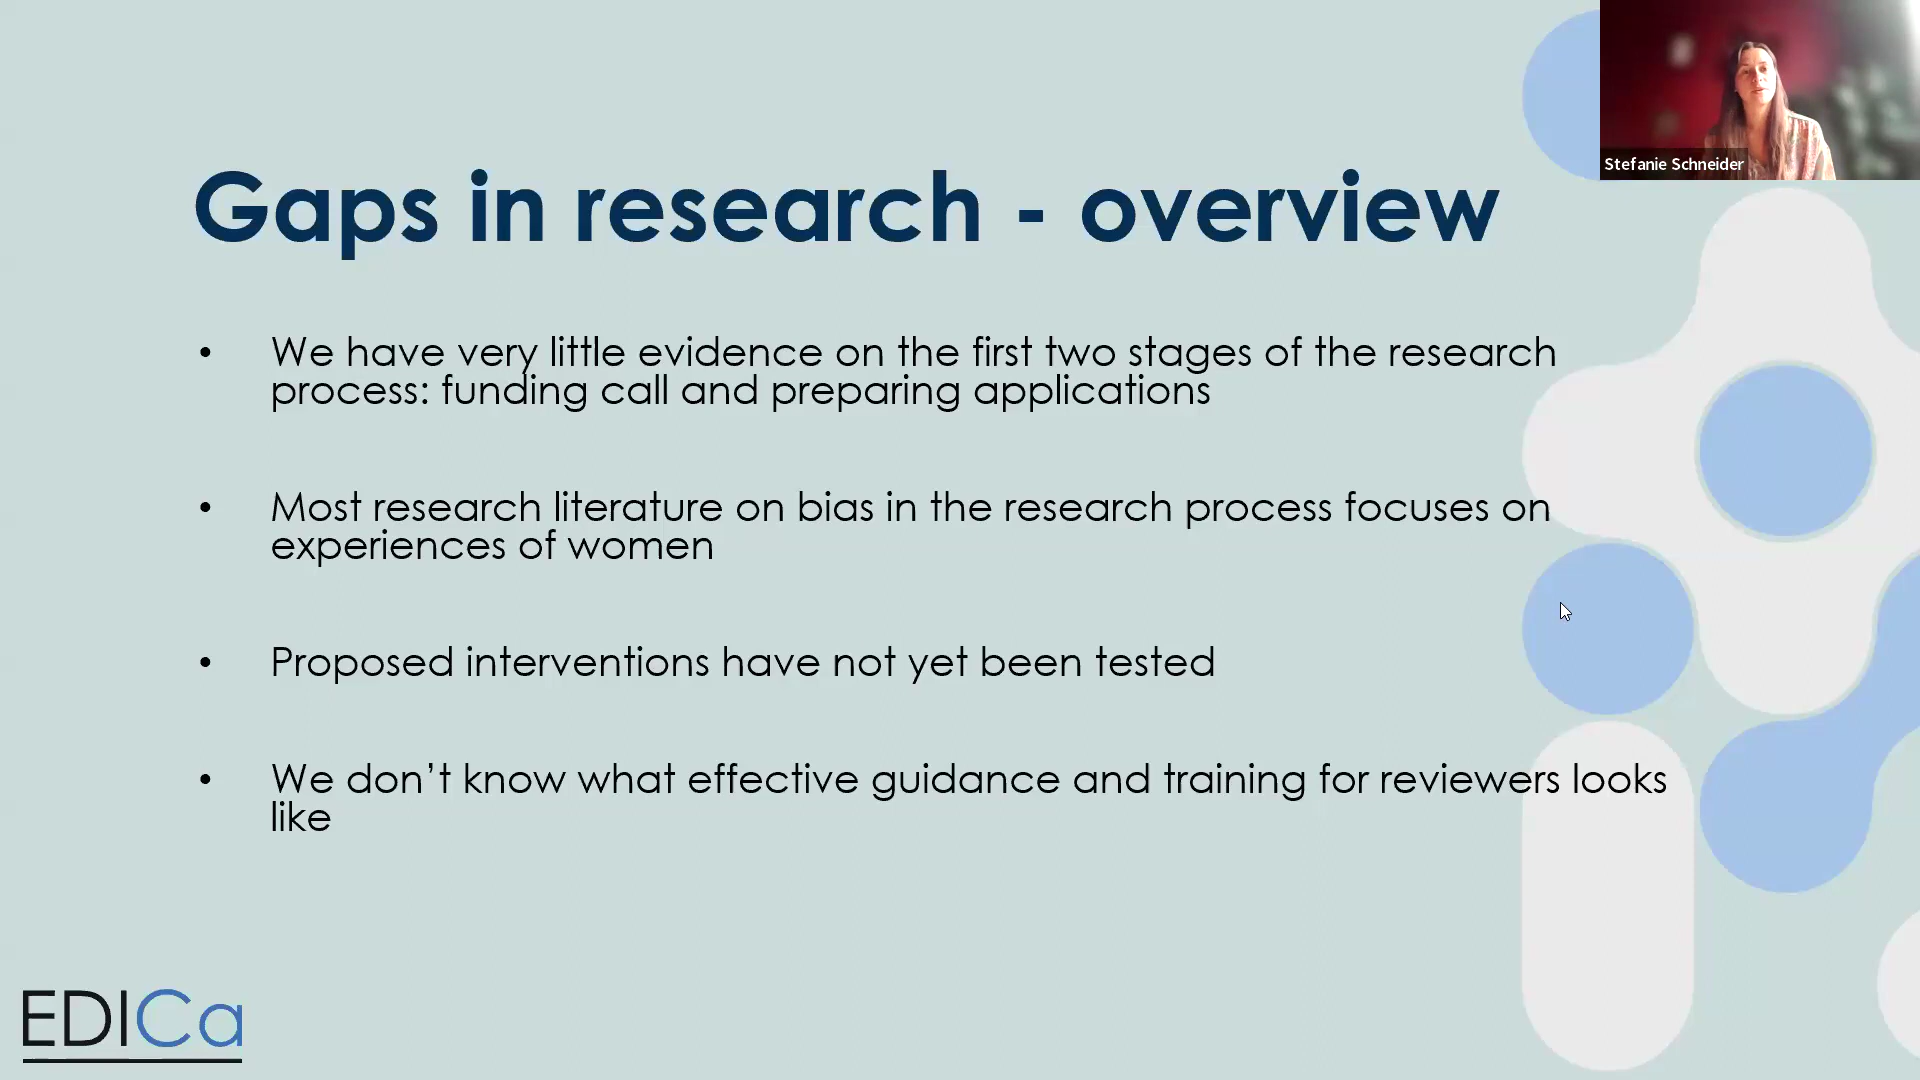 Stefanie Schneider
Gaps in research - overview
• We have very little evidence on the first two stages of the research
process: funding call and preparing applications
• Most research literature on bias in the research process focuses on
experiences of women
• Proposed interventions have not yet been tested
• We don’t know what effective guidance and training for reviewers looks
like
EDICa